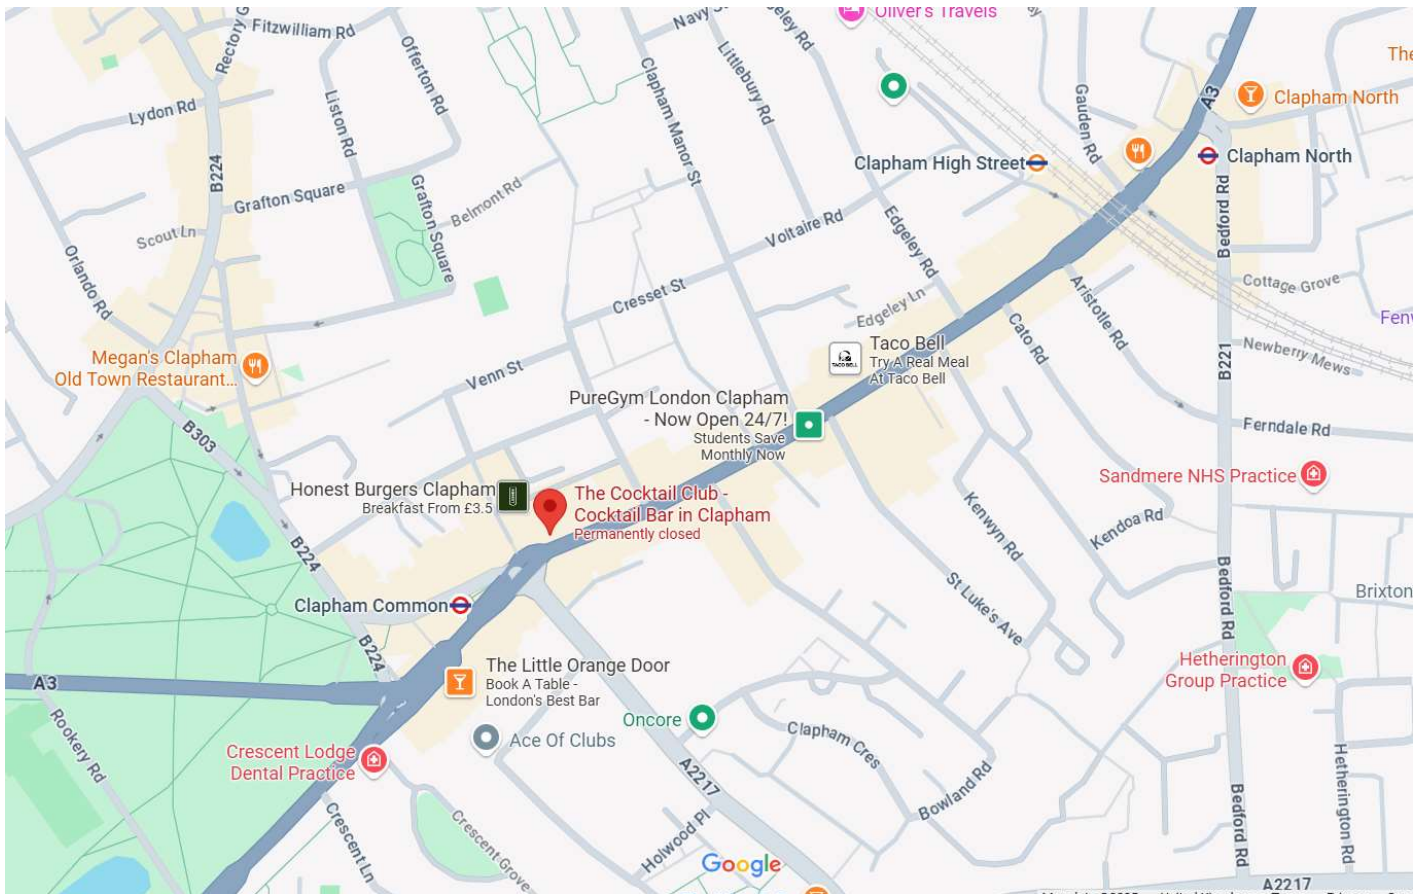 Oliver's Travels
Fitzwilliam Rd
Offerton Rd
Lydon Rd
Liston Rd
Clapham Manor St
Littlebury Rd
Gauden Rd
A3
Clapham North
The
B224
Grafton Square
Grafton Square
Belmont Rd
Scout Ln
Orlando Rd
Clapham High Street
Clapham North
Voltaire Rd
Edgeley Rd
Bedford Rd
Cottage Grove
Aristotle Rd
Cresset St
Edgeley Ln
Cato Rd
Newberry Mews
B221
Megan's Clapham
Old Town Restaurant...
Venn St
Taco Bell
Try A Real Meal
At Taco Bell
TACO BELL
PureGym London Clapham
- Now Open 24/7!
Students Save
Monthly Now
B303
Ferndale Rd
Sandmere NHS Practice
Honest Burgers Clapham
Breakfast From £3.5
The Cocktail Club -
Cocktail Bar in Clapham
Permanently closed
Kenwyn Rd
Kendoa Rd
B224
Clapham Common
St Luke's Ave
Bedford Rd
Brixton
B224
A3
The Little Orange Door
Book A Table -
London's Best Bar
Hetherington
Group Practice
Rookery Rd
Oncore
Ace Of Clubs
Clapham Cres
Crescent Lodge
Dental Practice
A2217
Bowland Rd
Hetherington Rd
Bedford Rd
Crescent Ln
Crescent Grove
Holwood Pl
Google
A2217